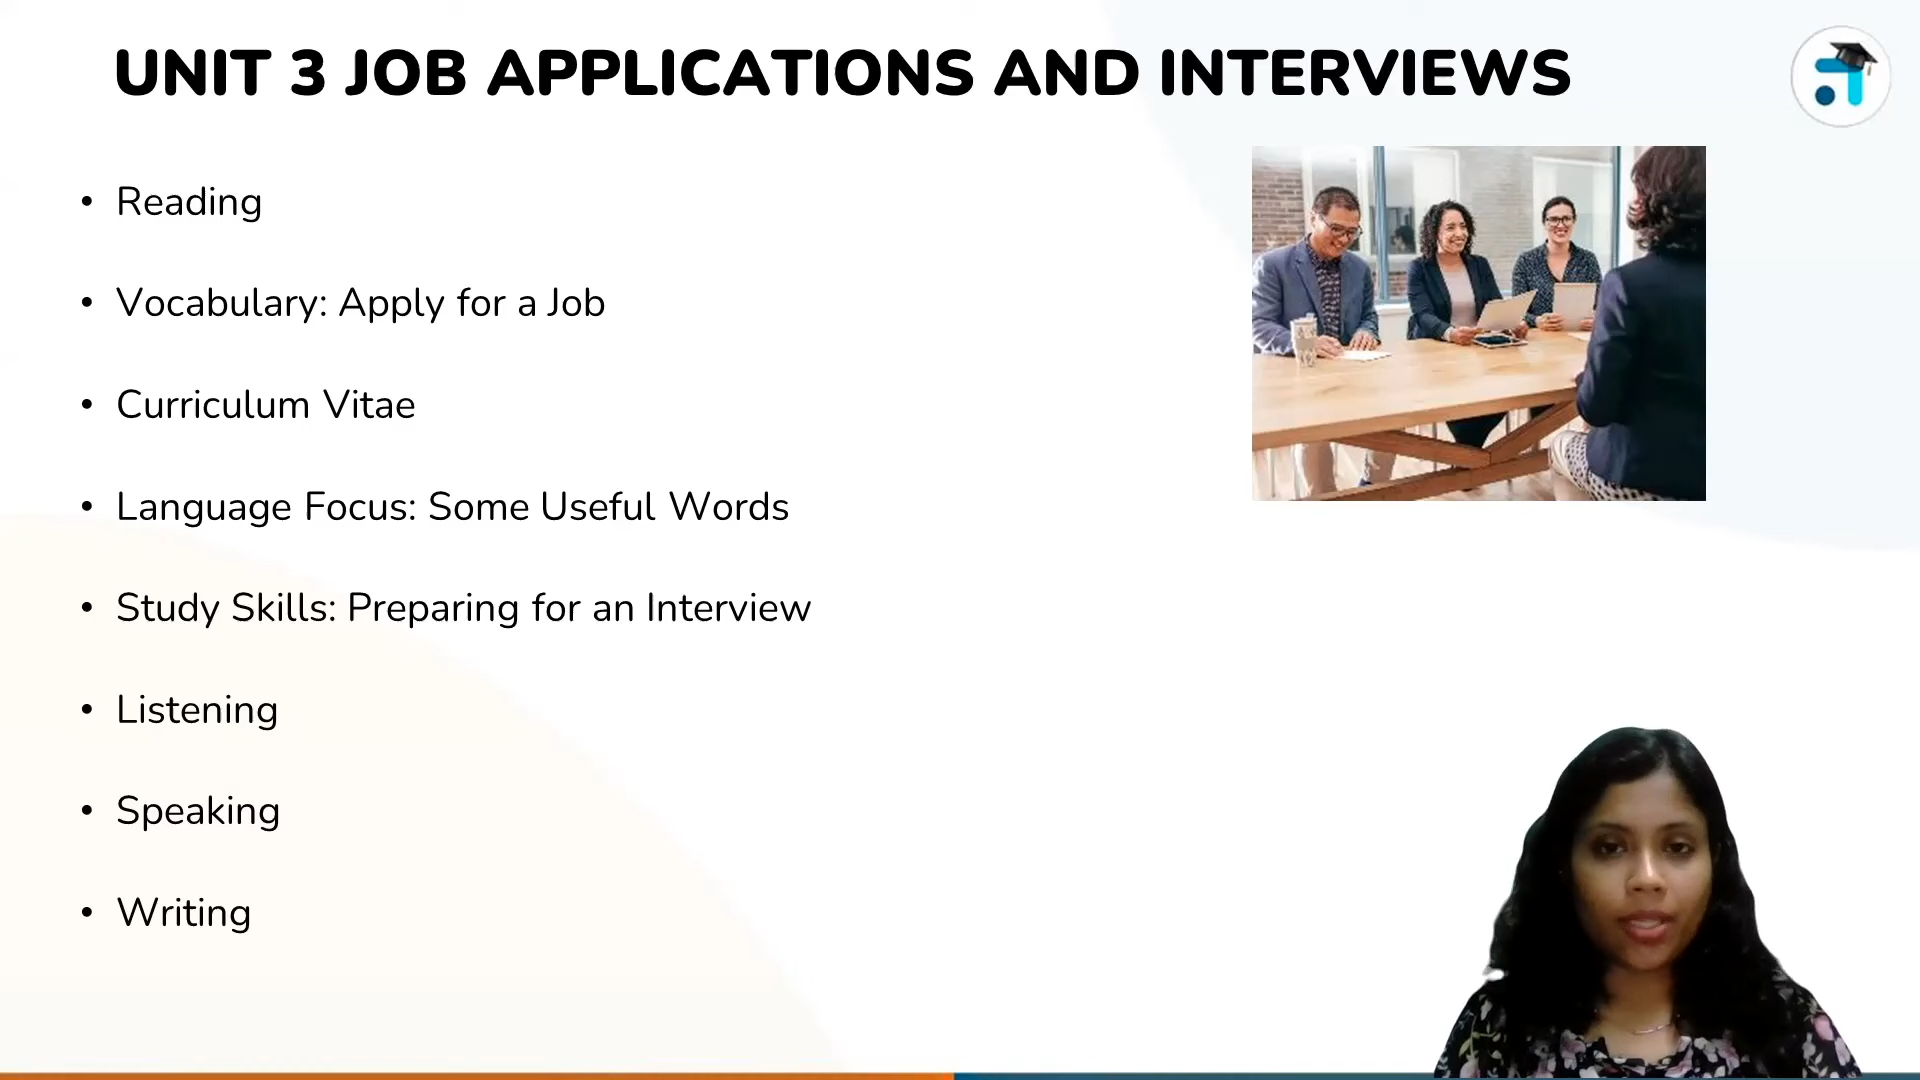 UNIT 3 JOB APPLICATIONS AND INTERVIEWS
• Reading
• Vocabulary: Apply for a Job
• Curriculum Vitae
• Language Focus: Some Useful Words
• Study Skills: Preparing for an Interview
• Listening
• Speaking
• Writing